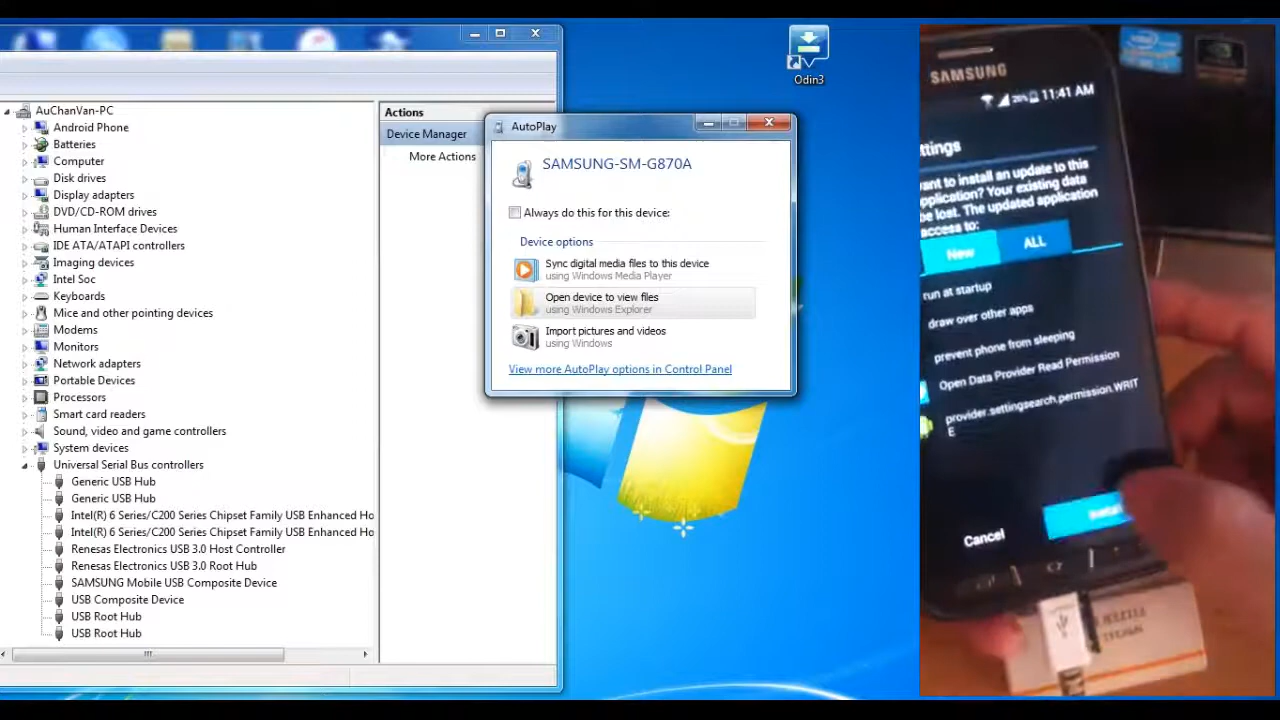 AuChanVan-PC
Android Phone
Batteries
Computer
Disk drives
Display adapters
DVD/CD-ROM drives
Human Interface Devices
IDE ATA/ATAPI controllers
Imaging devices
Intel Soc
Keyboards
Mice and other pointing devices
Modems
Monitors
Network adapters
Portable Devices
Processors
Smart card readers
Sound, video and game controllers
System devices
Universal Serial Bus controllers
Generic USB Hub
Generic USB Hub
Intel(R) 6 Series/C200 Series Chipset Family USB Enhanced Ho
Intel(R) 6 Series/C200 Series Chipset Family USB Enhanced Ho
Renesas Electronics USB 3.0 Host Controller
Renesas Electronics USB 3.0 Root Hub
SAMSUNG Mobile USB Composite Device
USB Composite Device
USB Root Hub
USB Root Hub
Actions
Device Manager
More Actions
AutoPlay
SAMSUNG-SM-G870A
Always do this for this device:
Device options
Sync digital media files to this device
using Windows Media Player
Open device to view files
using Windows Explorer
Import pictures and videos
using Windows
View more AutoPlay options in Control Panel
Odin3
SAMSUNG
11:41 AM
ttings
ant to install an update to this
pplication? Your existing data
be lost. The updated application
access to:
New
ALL
run at startup
draw over other apps
prevent phone from sleeping
Open Data Provider Read Permission
provider.settingsearch.permission.WRIT
E
Cancel